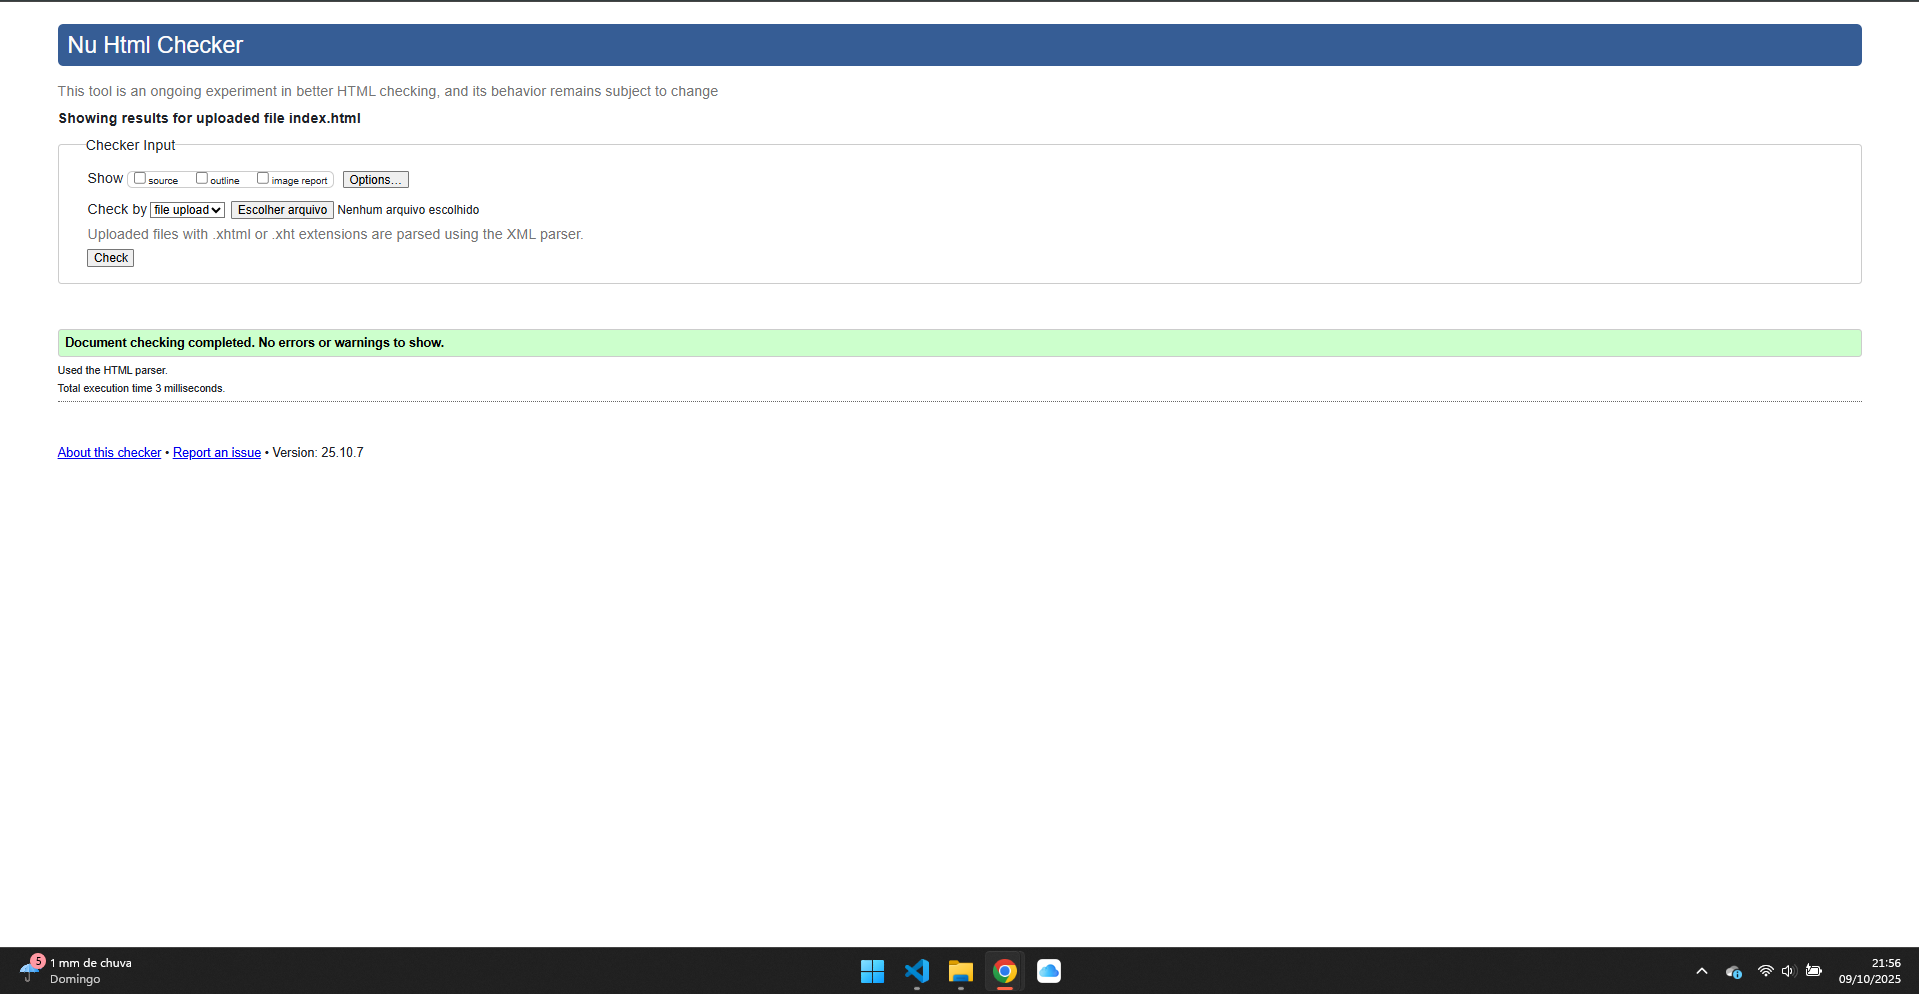 Nu Html Checker
This tool is an ongoing experiment in better HTML checking, and its behavior remains subject to change
Showing results for uploaded file index.html
Checker Input
Show source outline image report Options...
Check by file upload Escolher arquivo Nenhum arquivo escolhido
Uploaded files with .xhtml or .xht extensions are parsed using the XML parser.
Check
Document checking completed. No errors or warnings to show.
Used the HTML parser.
Total execution time 3 milliseconds.
About this checker • Report an issue • Version: 25.10.7
5
1 mm de chuva
Domingo
21:56
09/10/2025